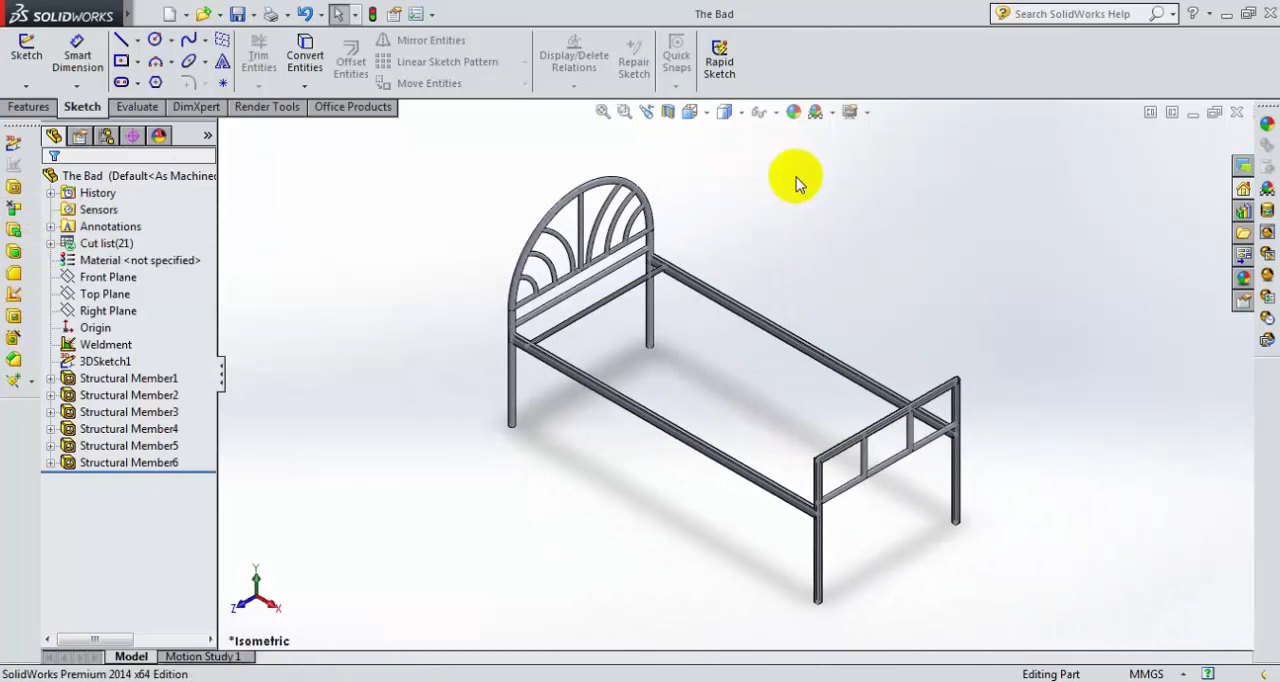 SOLIDWORKS
The Bad
Search SolidWorks Help
Sketch
Smart Dimension
Trim Entities
Convert Entities
Offset Entities
Mirror Entities
Linear Sketch Pattern
Move Entities
Display/Delete Relations
Repair Sketch
Quick Snaps
Rapid Sketch
Features Sketch Evaluate DimXpert Render Tools Office Products
The Bad (Default<As Machine
History
Sensors
Annotations
Cut list(21)
Material <not specified>
Front Plane
Top Plane
Right Plane
Origin
Weldment
3DSketch1
Structural Member1
Structural Member2
Structural Member3
Structural Member4
Structural Member5
Structural Member6
Y
Z
X
*Isometric
Model Motion Study 1
SolidWorks Premium 2014 x64 Edition
Editing Part
MMGS